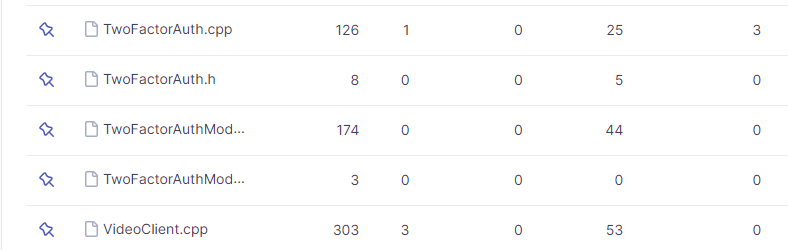 TwoFactorAuth.cpp 126 1 0 25 3
TwoFactorAuth.h 8 0 0 5 0
TwoFactorAuthMod... 174 0 0 44 0
TwoFactorAuthMod... 3 0 0 0 0
VideoClient.cpp 303 3 0 53 0